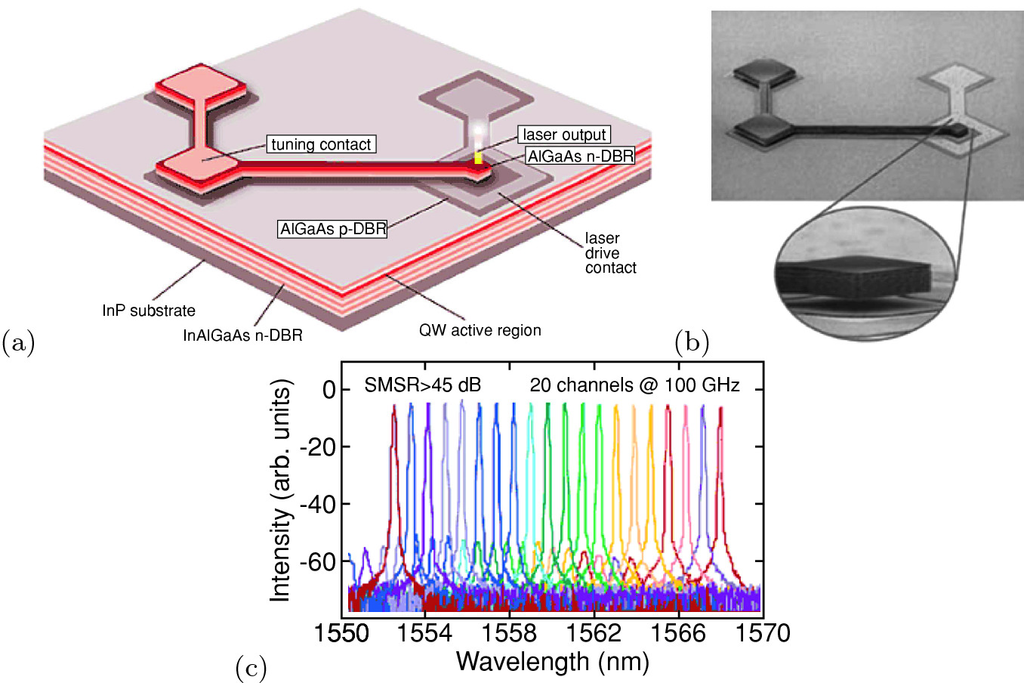 tuning contact
laser output
AlGaAs n-DBR
AlGaAs p-DBR
laser
drive
contact
InP substrate
InAlGaAs n-DBR
QW active region
(a)
(b)
SMSR>45 dB
20 channels @ 100 GHz
Intensity (arb. units)
0
-20
-40
-60
1550
1554
1558
1562
1566
1570
Wavelength (nm)
(c)